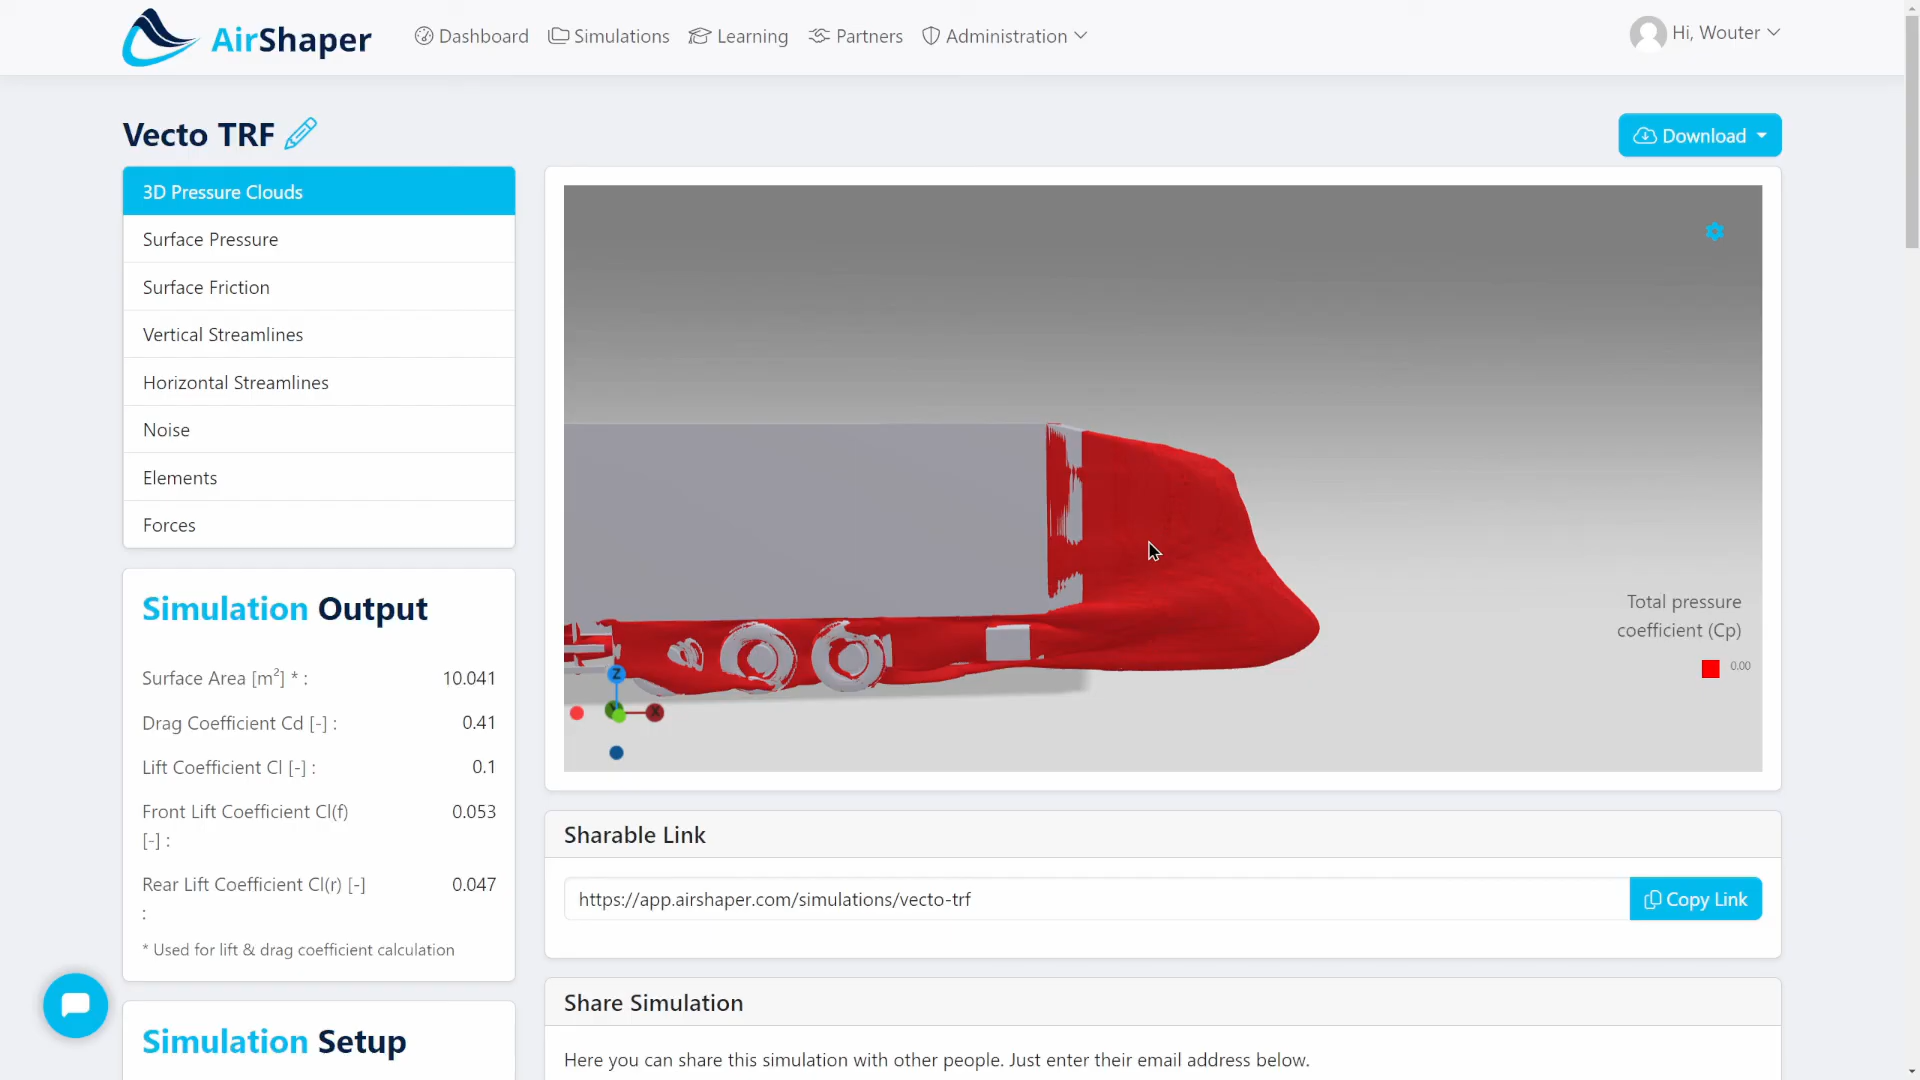 AirShaper
Dashboard
Simulations
Learning
Partners
Administration
Hi, Wouter
Vecto TRF
Download
3D Pressure Clouds
Surface Pressure
Surface Friction
Vertical Streamlines
Horizontal Streamlines
Noise
Elements
Forces
Total pressure
coefficient (Cp)
0.00
Z
X
Simulation Output
Surface Area [m²] * : 10.041
Drag Coefficient Cd [-] : 0.41
Lift Coefficient Cl [-] : 0.1
Front Lift Coefficient Cl(f) 0.053
[-] :
Rear Lift Coefficient Cl(r) [-] 0.047
:
* Used for lift & drag coefficient calculation
Simulation Setup
Sharable Link
https://app.airshaper.com/simulations/vecto-trf
Copy Link
Share Simulation
Here you can share this simulation with other people. Just enter their email address below.